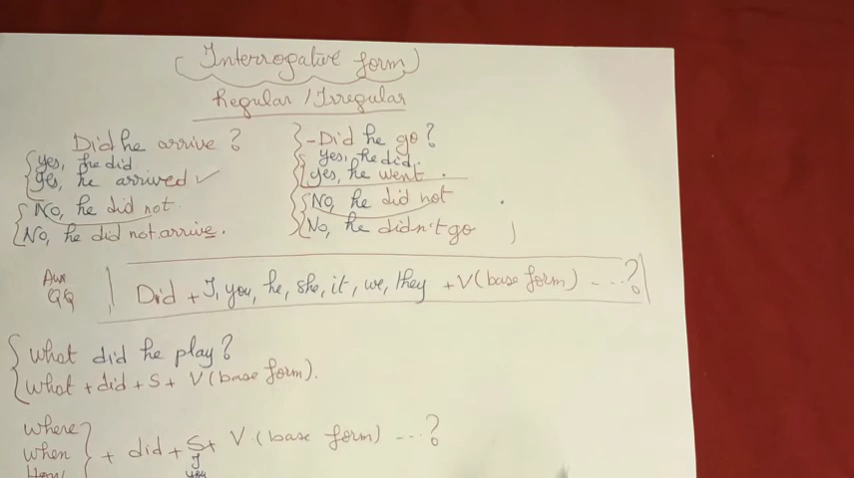 Interrogative form
Regular / Irregular
Did he arrive ?
yes, he did
yes, he arrived ✓
No, he did not.
No, he did not arrive.
- Did he go ?
yes, he did.
yes, he went.
No, he did not
No, he didn't go
Aux
Did + I, you, he, she, it, we, they + V (base form) ... ?
what did he play ?
what + did + S + V (base form).
where
when
How
+ did + S + V (base form) ... ?
I
you